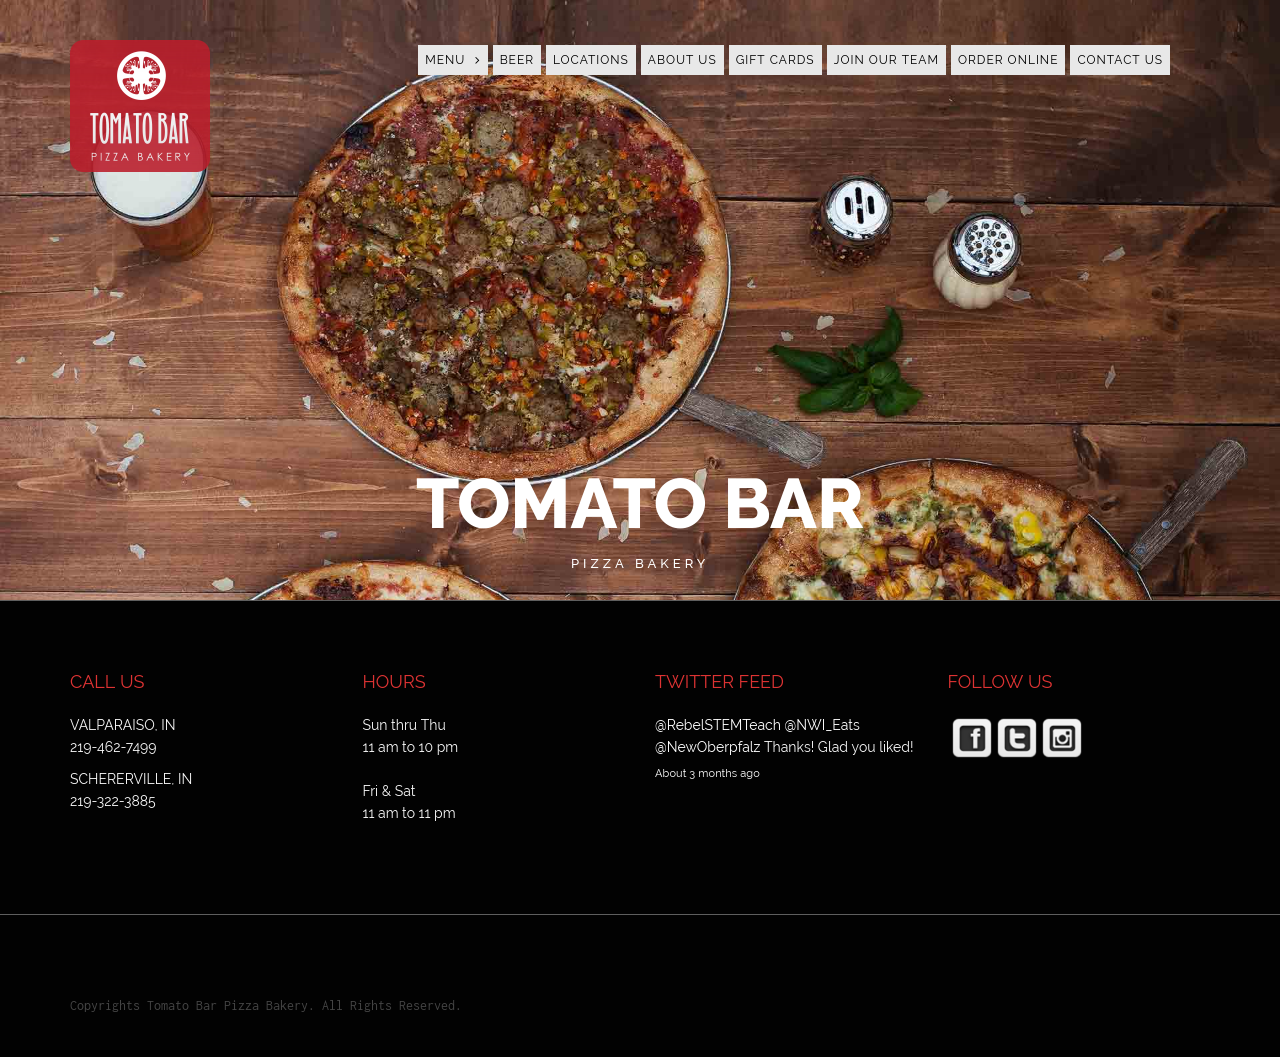 TOMATO BAR
PIZZA BAKERY
MENU
BEER
LOCATIONS
ABOUT US
GIFT CARDS
JOIN OUR TEAM
ORDER ONLINE
CONTACT US
TOMATO BAR
PIZZA BAKERY
CALL US
VALPARAISO, IN
219-462-7499
SCHERERVILLE, IN
219-322-3885
HOURS
Sun thru Thu
11 am to 10 pm
Fri & Sat
11 am to 11 pm
TWITTER FEED
@RebelSTEMTeach @NWI_Eats
@NewOberpfalz Thanks! Glad you liked!
About 3 months ago
FOLLOW US
Copyrights Tomato Bar Pizza Bakery. All Rights Reserved.